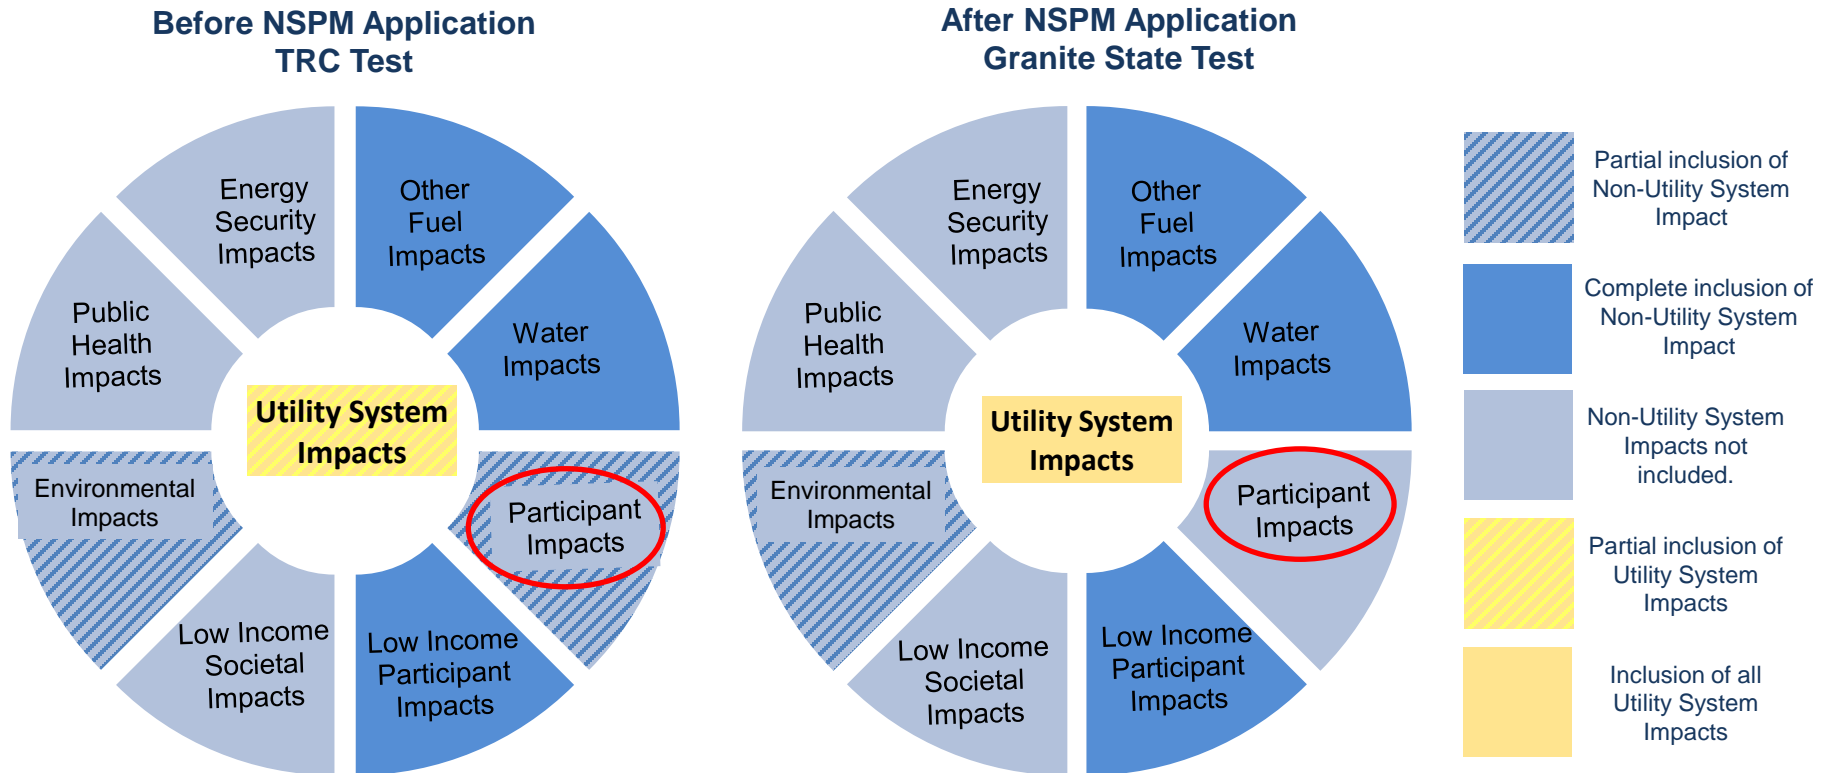 Before NSPM Application
TRC Test
Energy
Security
Impacts
Other
Fuel
Impacts
Public
Health
Impacts
Water
Impacts
Utility System
Impacts
Environmental
Impacts
Participant
Impacts
Low Income
Societal
Impacts
Low Income
Participant
Impacts
After NSPM Application
Granite State Test
Energy
Security
Impacts
Other
Fuel
Impacts
Public
Health
Impacts
Water
Impacts
Utility System
Impacts
Environmental
Impacts
Participant
Impacts
Low Income
Societal
Impacts
Low Income
Participant
Impacts
Partial inclusion of
Non-Utility System
Impact
Complete inclusion of
Non-Utility System
Impact
Non-Utility System
Impacts not
included.
Partial inclusion of
Utility System
Impacts
Inclusion of all
Utility System
Impacts